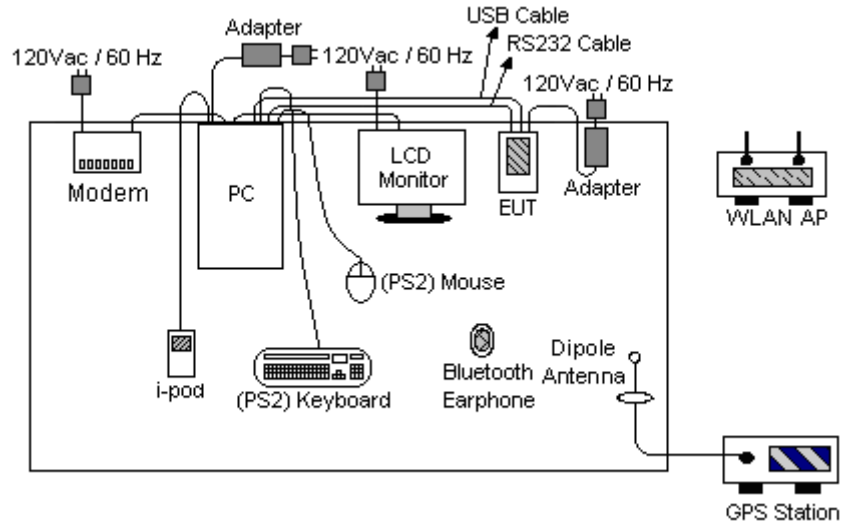 USB Cable
Adapter
RS232 Cable
120Vac / 60 Hz
120Vac / 60 Hz
120Vac / 60 Hz
Modem
PC
LCD
Monitor
EUT
Adapter
WLAN AP
(PS2) Mouse
i-pod
(PS2) Keyboard
Bluetooth
Earphone
Dipole
Antenna
GPS Station